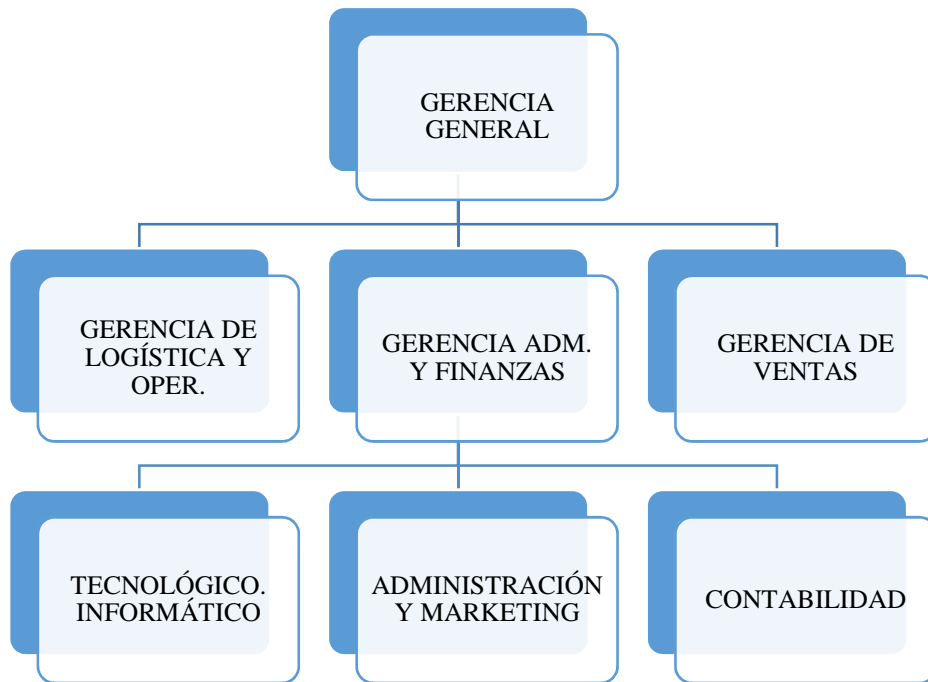 GERENCIA
GENERAL
GERENCIA DE
LOGÍSTICA Y
OPER.
GERENCIA ADM.
Y FINANZAS
GERENCIA DE
VENTAS
TECNOLÓGICO.
INFORMÁTICO
ADMINISTRACIÓN
Y MARKETING
CONTABILIDAD